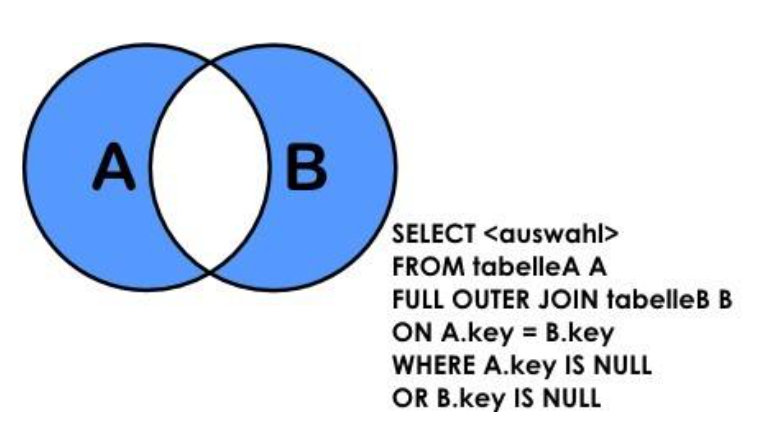 A B
SELECT <auswahl>
FROM tabelleA A
FULL OUTER JOIN tabelleB B
ON A.key = B.key
WHERE A.key IS NULL
OR B.key IS NULL